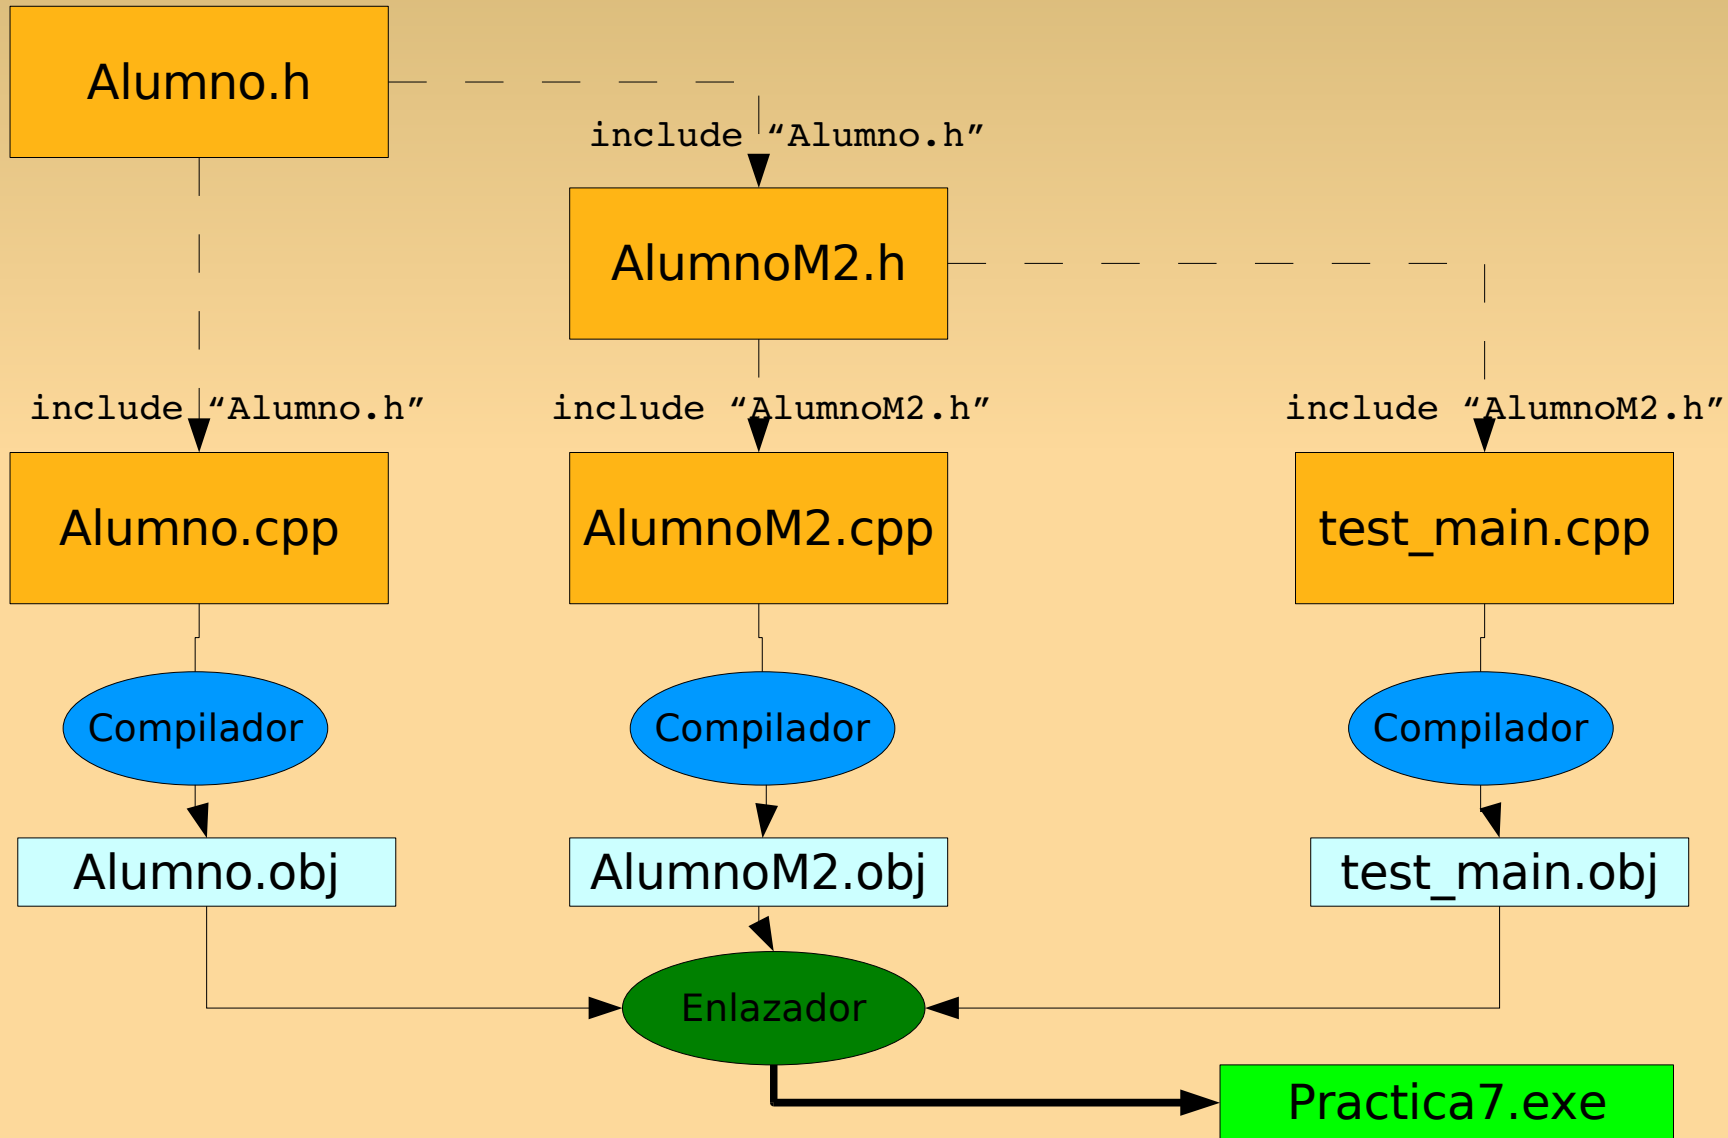 Alumno.h
include “Alumno.h”
AlumnoM2.h
include “Alumno.h”
include “AlumnoM2.h”
include “AlumnoM2.h”
Alumno.cpp
AlumnoM2.cpp
test_main.cpp
Compilador
Compilador
Compilador
Alumno.obj
AlumnoM2.obj
test_main.obj
Enlazador
Practica7.exe